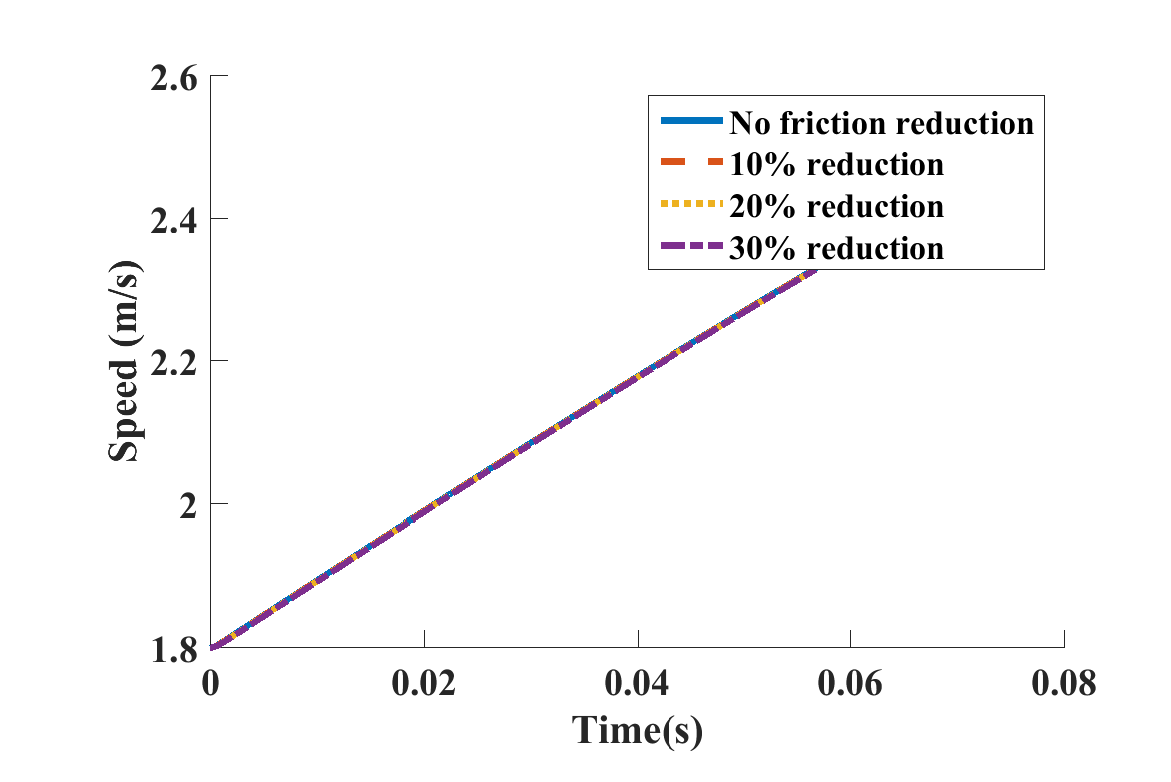 2.6
2.4
2.2
2
1.8
Speed (m/s)
No friction reduction
10% reduction
20% reduction
30% reduction
0 0.02 0.04 0.06 0.08
Time(s)